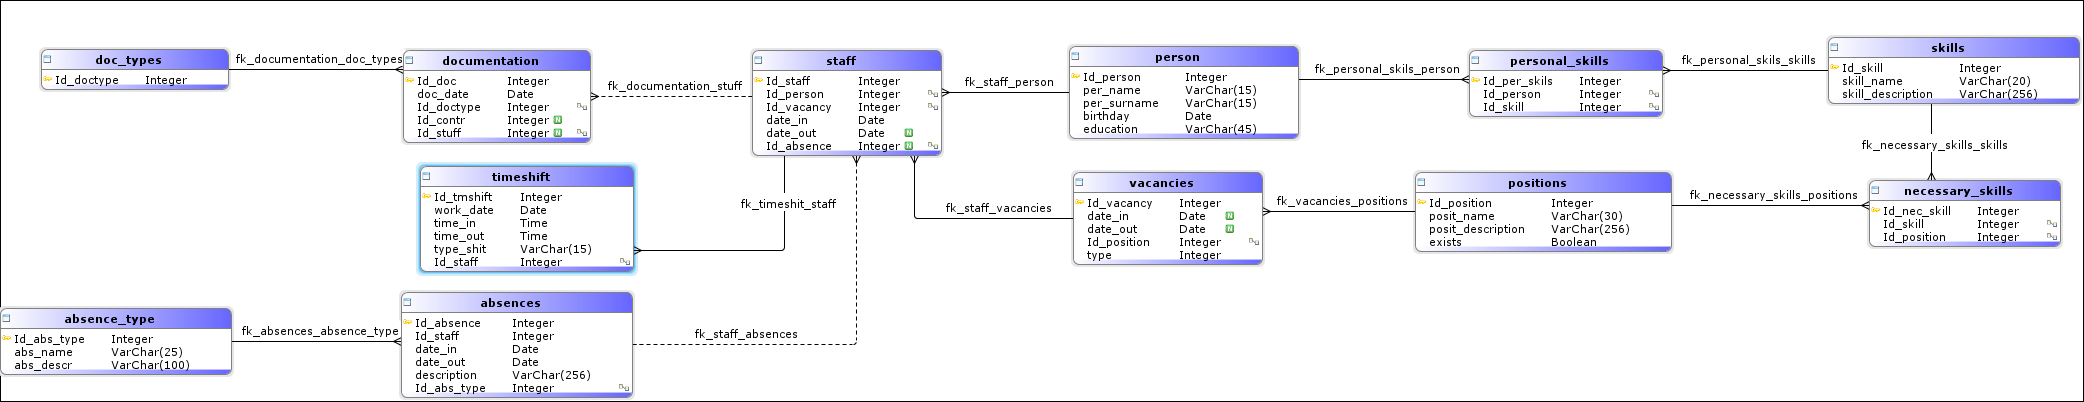 doc_types
Id_doctype Integer
fk_documentation_doc_types
documentation
Id_doc Integer
doc_date Date
Id_doctype Integer
Id_contr Integer N
Id_stuff Integer N
fk_documentation_stuff
staff
Id_staff Integer
Id_person Integer
Id_vacancy Integer
date_in Date
date_out Date N
Id_absence Integer N
fk_staff_person
person
Id_person Integer
per_name VarChar(15)
per_surname VarChar(15)
birthday Date
education VarChar(45)
fk_personal_skils_person
personal_skills
Id_per_skils Integer
Id_person Integer
Id_skill Integer
fk_personal_skils_skills
skills
Id_skill Integer
skill_name VarChar(20)
skill_description VarChar(256)
fk_necessary_skills_skills
timeshift
Id_tmshift Integer
work_date Date
time_in Time
time_out Time
type_shit VarChar(15)
Id_staff Integer
fk_timeshit_staff
fk_staff_vacancies
vacancies
Id_vacancy Integer
date_in Date N
date_out Date N
Id_position Integer
type Integer
fk_vacancies_positions
positions
Id_position Integer
posit_name VarChar(30)
posit_description VarChar(256)
exists Boolean
fk_necessary_skills_positions
necessary_skills
Id_nec_skill Integer
Id_skill Integer
Id_position Integer
absence_type
Id_abs_type Integer
abs_name VarChar(25)
abs_descr VarChar(100)
fk_absences_absence_type
absences
Id_absence Integer
Id_staff Integer
date_in Date
date_out Date
description VarChar(256)
Id_abs_type Integer
fk_staff_absences